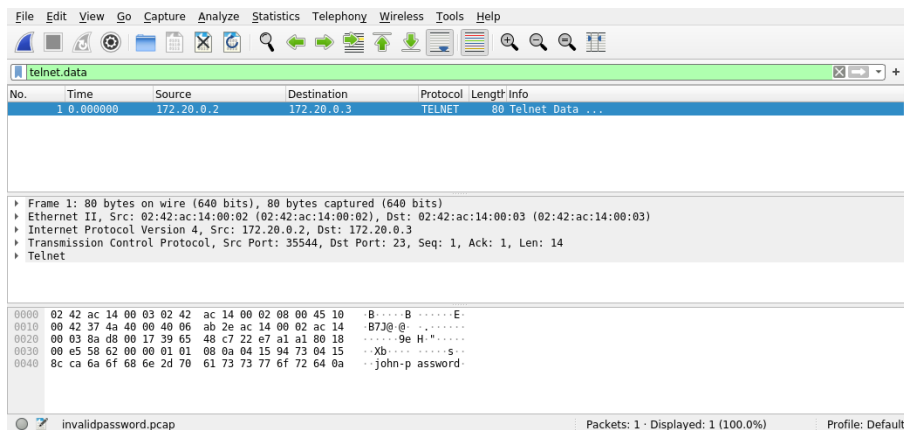 File Edit View Go Capture Analyze Statistics Telephony Wireless Tools Help
telnet.data
No. Time Source Destination Protocol Length Info
1 0.000000 172.20.0.2 172.20.0.3 TELNET 80 Telnet Data ...
Frame 1: 80 bytes on wire (640 bits), 80 bytes captured (640 bits)
Ethernet II, Src: 02:42:ac:14:00:02 (02:42:ac:14:00:02), Dst: 02:42:ac:14:00:03 (02:42:ac:14:00:03)
Internet Protocol Version 4, Src: 172.20.0.2, Dst: 172.20.0.3
Transmission Control Protocol, Src Port: 35544, Dst Port: 23, Seq: 1, Ack: 1, Len: 14
Telnet
0000 02 42 ac 14 00 03 02 42 ac 14 00 02 08 00 45 10 ·B·····B ······E·
0010 00 42 37 4a 40 00 40 06 ab 2e ac 14 00 02 ac 14 ·B7J@·@· ·.······
0020 00 03 8a d8 00 17 39 65 48 c7 22 e7 a1 a1 80 18 ······9e H·"·····
0030 00 e5 58 62 00 00 01 01 08 0a 04 15 94 73 04 15 ··Xb···· ·····s··
0040 8c ca 6a 6f 68 6e 2d 70 61 73 73 77 6f 72 64 0a ··john-p assword·
invalidpassword.pcap Packets: 1 · Displayed: 1 (100.0%) Profile: Default